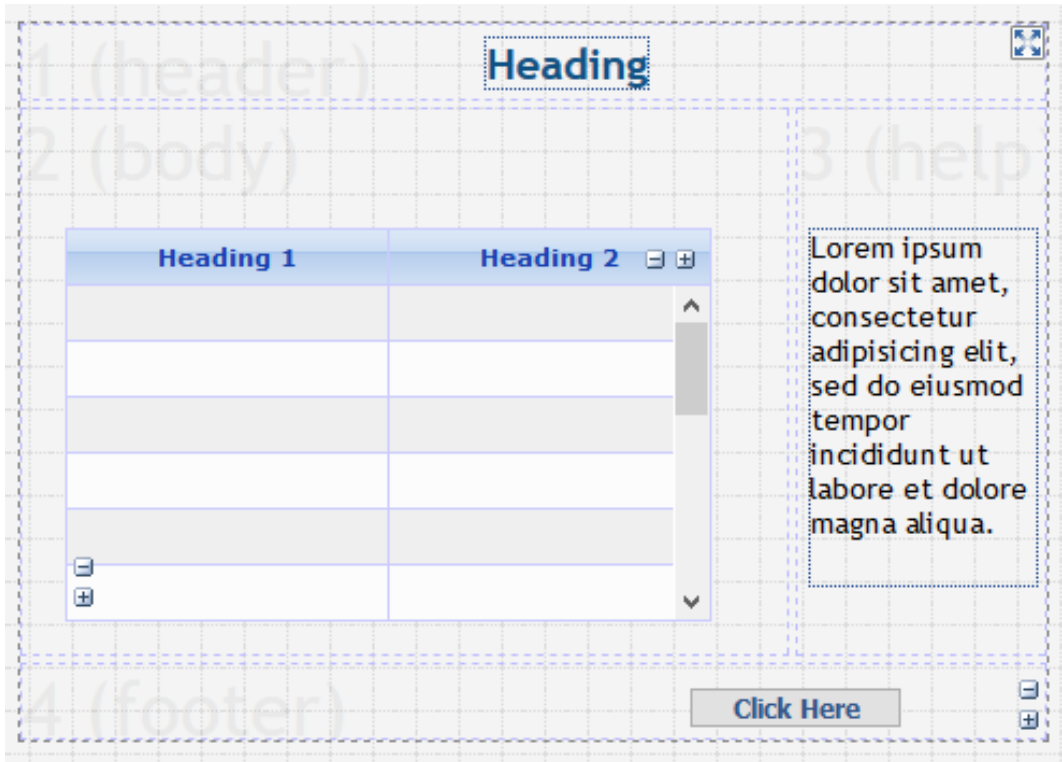 1 (header)
Heading
2 (body)
3 (help)
Heading 1
Heading 2
Lorem ipsum
dolor sit amet,
consectetur
adipisicing elit,
sed do eiusmod
tempor
incididunt ut
labore et dolore
magna aliqua.
4 (footer)
Click Here